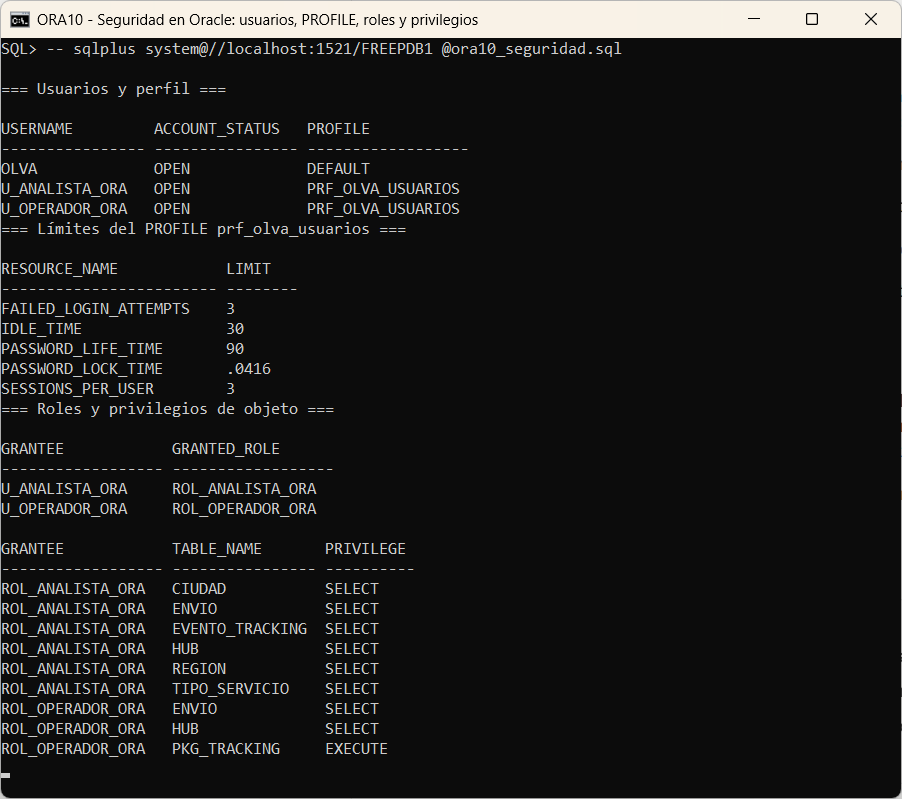 ORA10 - Seguridad en Oracle: usuarios, PROFILE, roles y privilegios
SQL> -- sqlplus system@//localhost:1521/FREEPDB1 @ora10_seguridad.sql
=== Usuarios y perfil ===
USERNAME         ACCOUNT_STATUS   PROFILE
---------------- ---------------- ------------------
OLVA             OPEN             DEFAULT
U_ANALISTA_ORA   OPEN             PRF_OLVA_USUARIOS
U_OPERADOR_ORA   OPEN             PRF_OLVA_USUARIOS
=== Límites del PROFILE prf_olva_usuarios ===
RESOURCE_NAME            LIMIT
------------------------ --------
FAILED_LOGIN_ATTEMPTS    3
IDLE_TIME                30
PASSWORD_LIFE_TIME       90
PASSWORD_LOCK_TIME       .0416
SESSIONS_PER_USER        3
=== Roles y privilegios de objeto ===
GRANTEE            GRANTED_ROLE
------------------ ------------------
U_ANALISTA_ORA     ROL_ANALISTA_ORA
U_OPERADOR_ORA     ROL_OPERADOR_ORA
GRANTEE            TABLE_NAME       PRIVILEGE
------------------ ---------------- ----------
ROL_ANALISTA_ORA   CIUDAD           SELECT
ROL_ANALISTA_ORA   ENVIO            SELECT
ROL_ANALISTA_ORA   EVENTO_TRACKING  SELECT
ROL_ANALISTA_ORA   HUB              SELECT
ROL_ANALISTA_ORA   REGION           SELECT
ROL_ANALISTA_ORA   TIPO_SERVICIO    SELECT
ROL_OPERADOR_ORA   ENVIO            SELECT
ROL_OPERADOR_ORA   HUB              SELECT
ROL_OPERADOR_ORA   PKG_TRACKING     EXECUTE